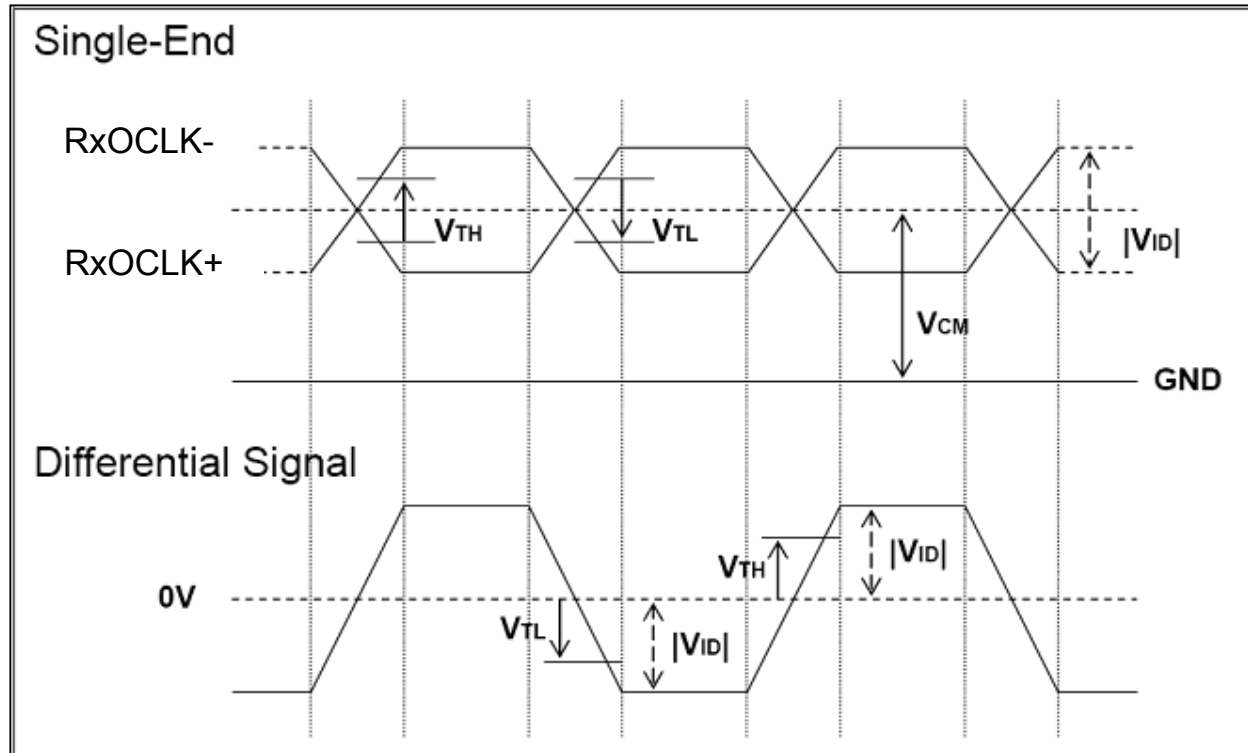 Single-End
RxOCLK-
VTH
VTL
|VID|
RxOCLK+
VCM
GND
Differential Signal
VTH
|VID|
0V
VTL
|VID|